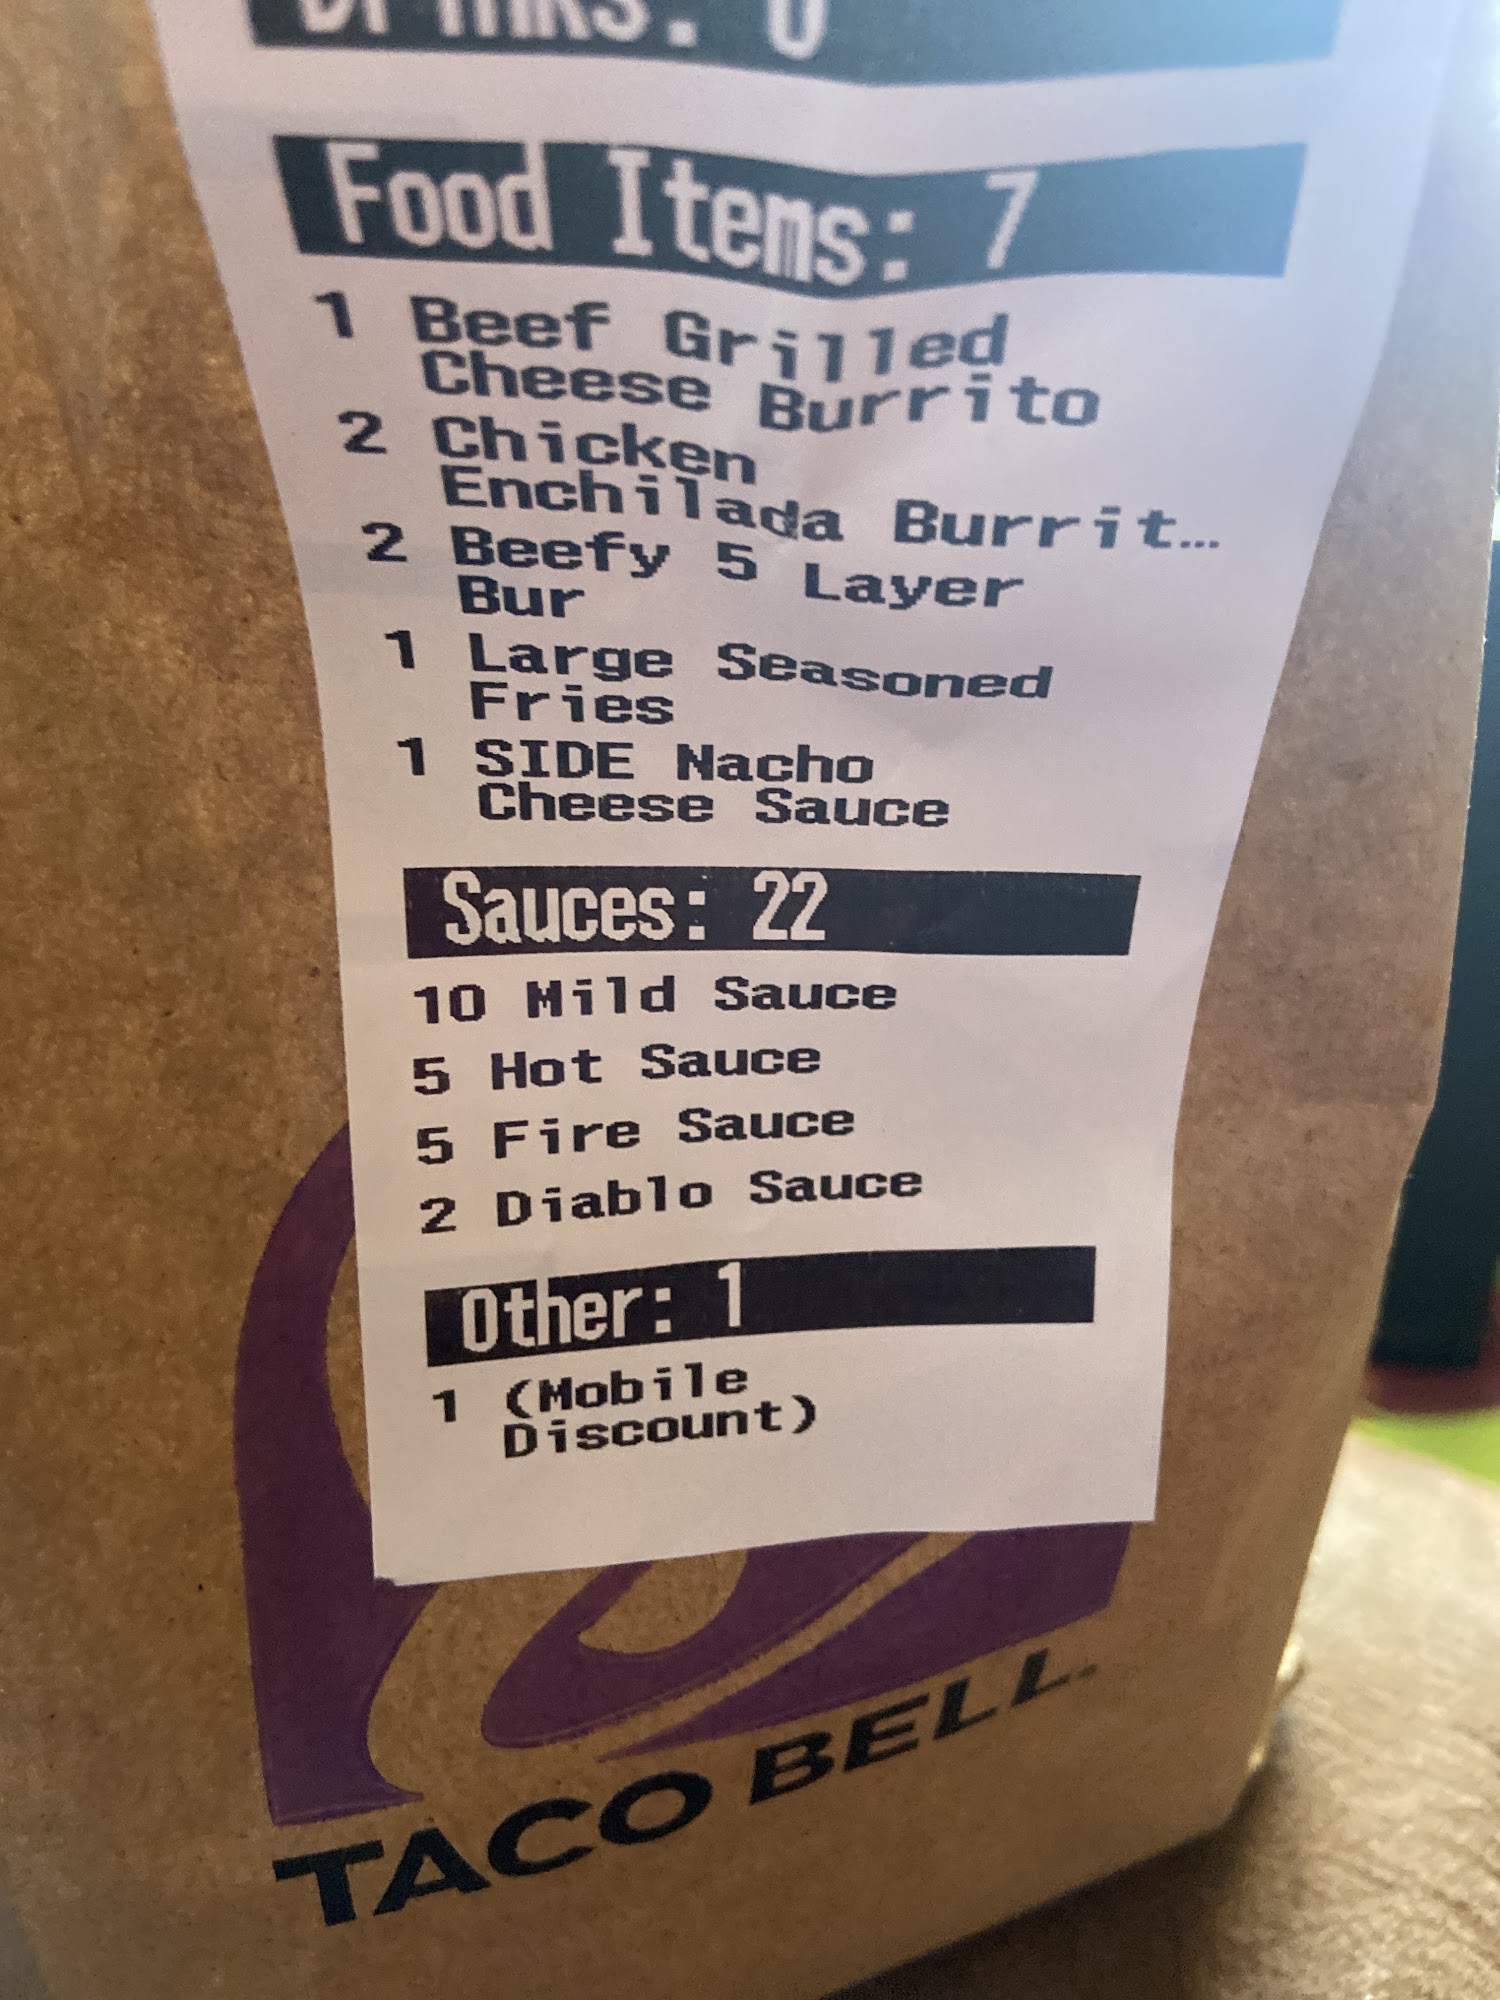 Drinks: 0
Food Items: 7
1 Beef Grilled
Cheese Burrito
2 Chicken
Enchilada Burrit...
2 Beefy 5 Layer
Bur
1 Large Seasoned
Fries
1 SIDE Nacho
Cheese Sauce
Sauces: 22
10 Mild Sauce
5 Hot Sauce
5 Fire Sauce
2 Diablo Sauce
Other: 1
1 (Mobile
Discount)
TACO BELL.